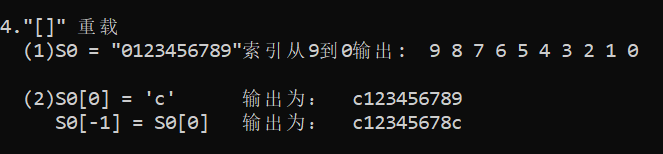 4."[]" 重载
(1)S0 = "0123456789"索引从9到0输出: 9 8 7 6 5 4 3 2 1 0
(2)S0[0] = 'c' 输出为: c123456789
S0[-1] = S0[0] 输出为: c12345678c